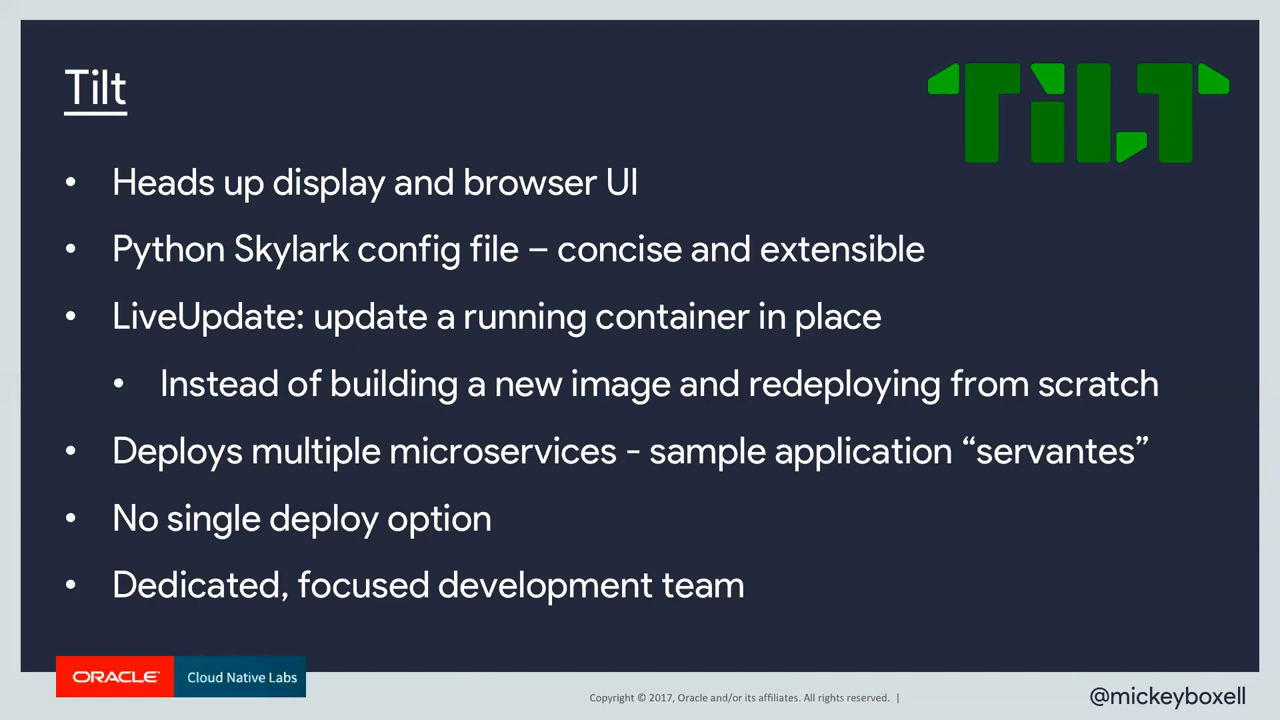 Tilt
TiLT
• Heads up display and browser UI
• Python Skylark config file – concise and extensible
• LiveUpdate: update a running container in place
• Instead of building a new image and redeploying from scratch
• Deploys multiple microservices - sample application “servantes”
• No single deploy option
• Dedicated, focused development team
ORACLE® Cloud Native Labs
Copyright © 2017, Oracle and/or its affiliates. All rights reserved. |
@mickeyboxell